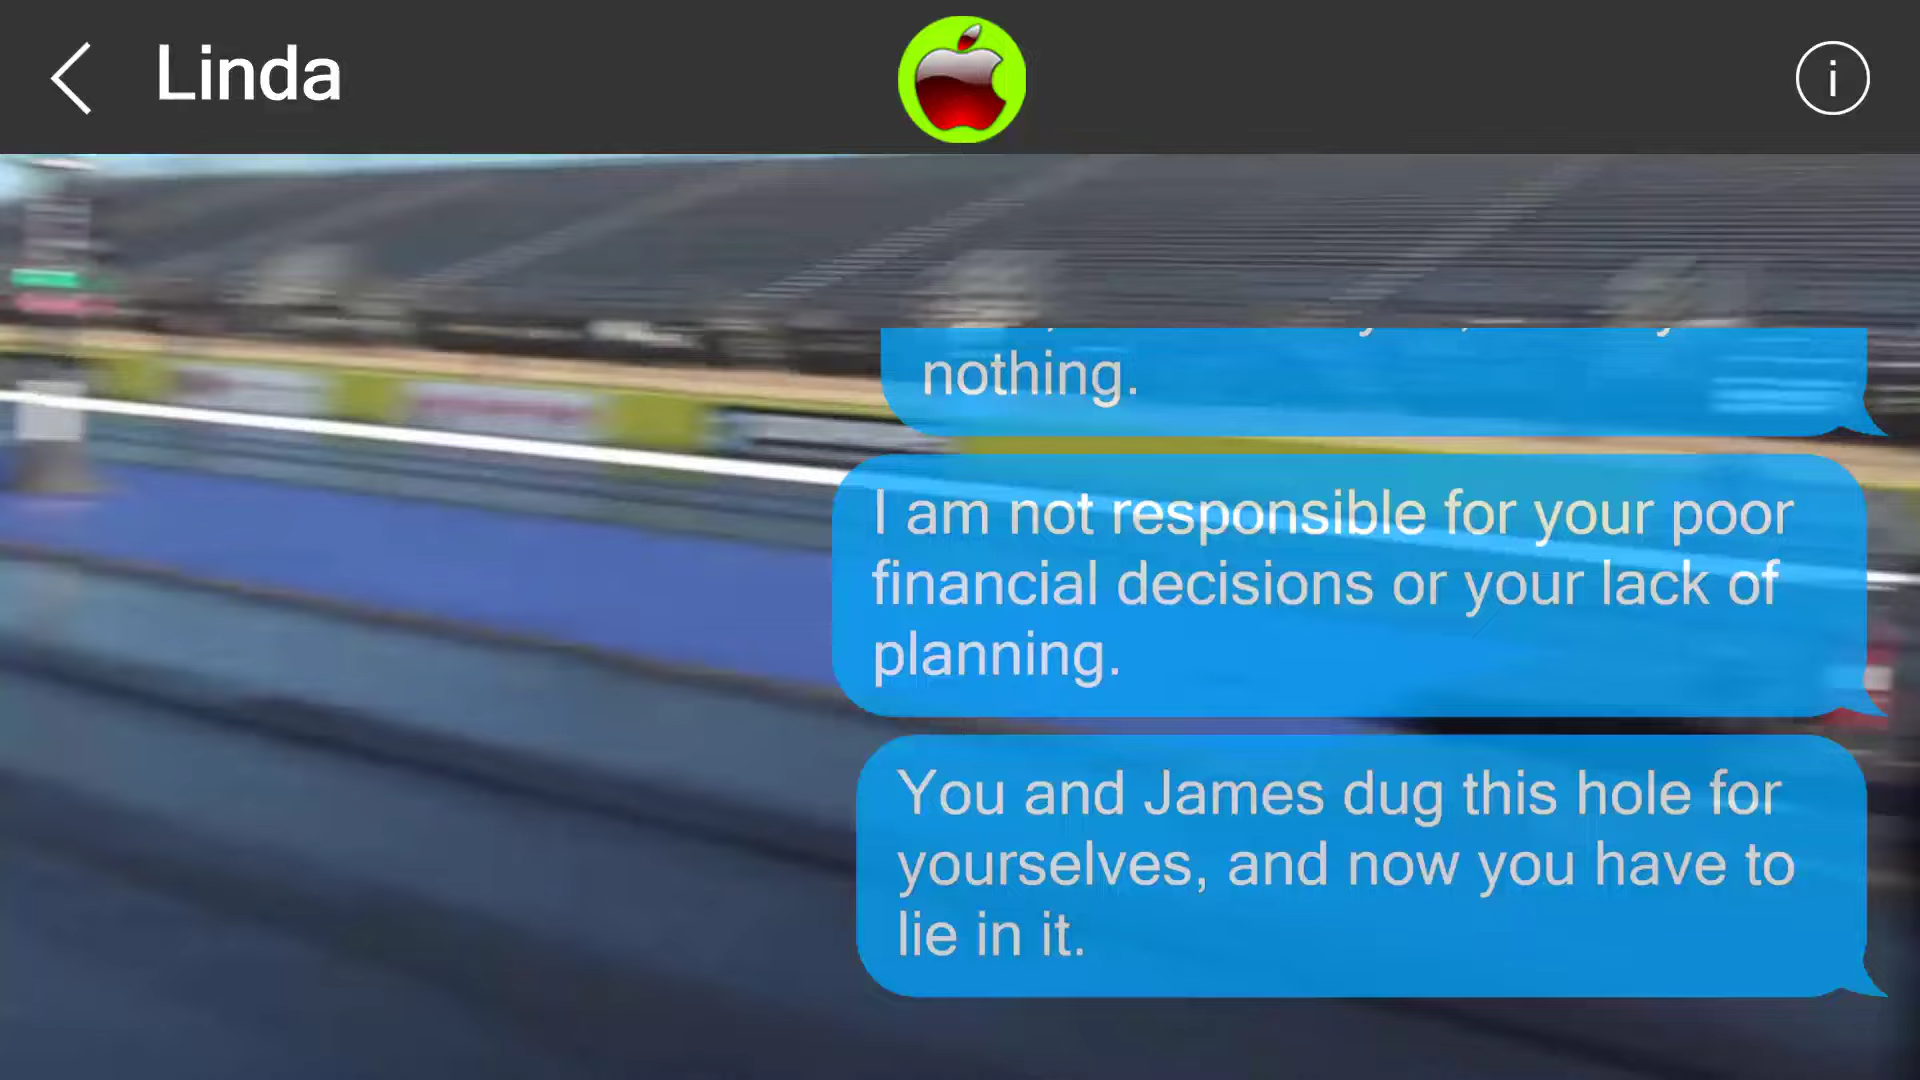 Linda
nothing.
I am not responsible for your poor
financial decisions or your lack of
planning.
You and James dug this hole for
yourselves, and now you have to
lie in it.